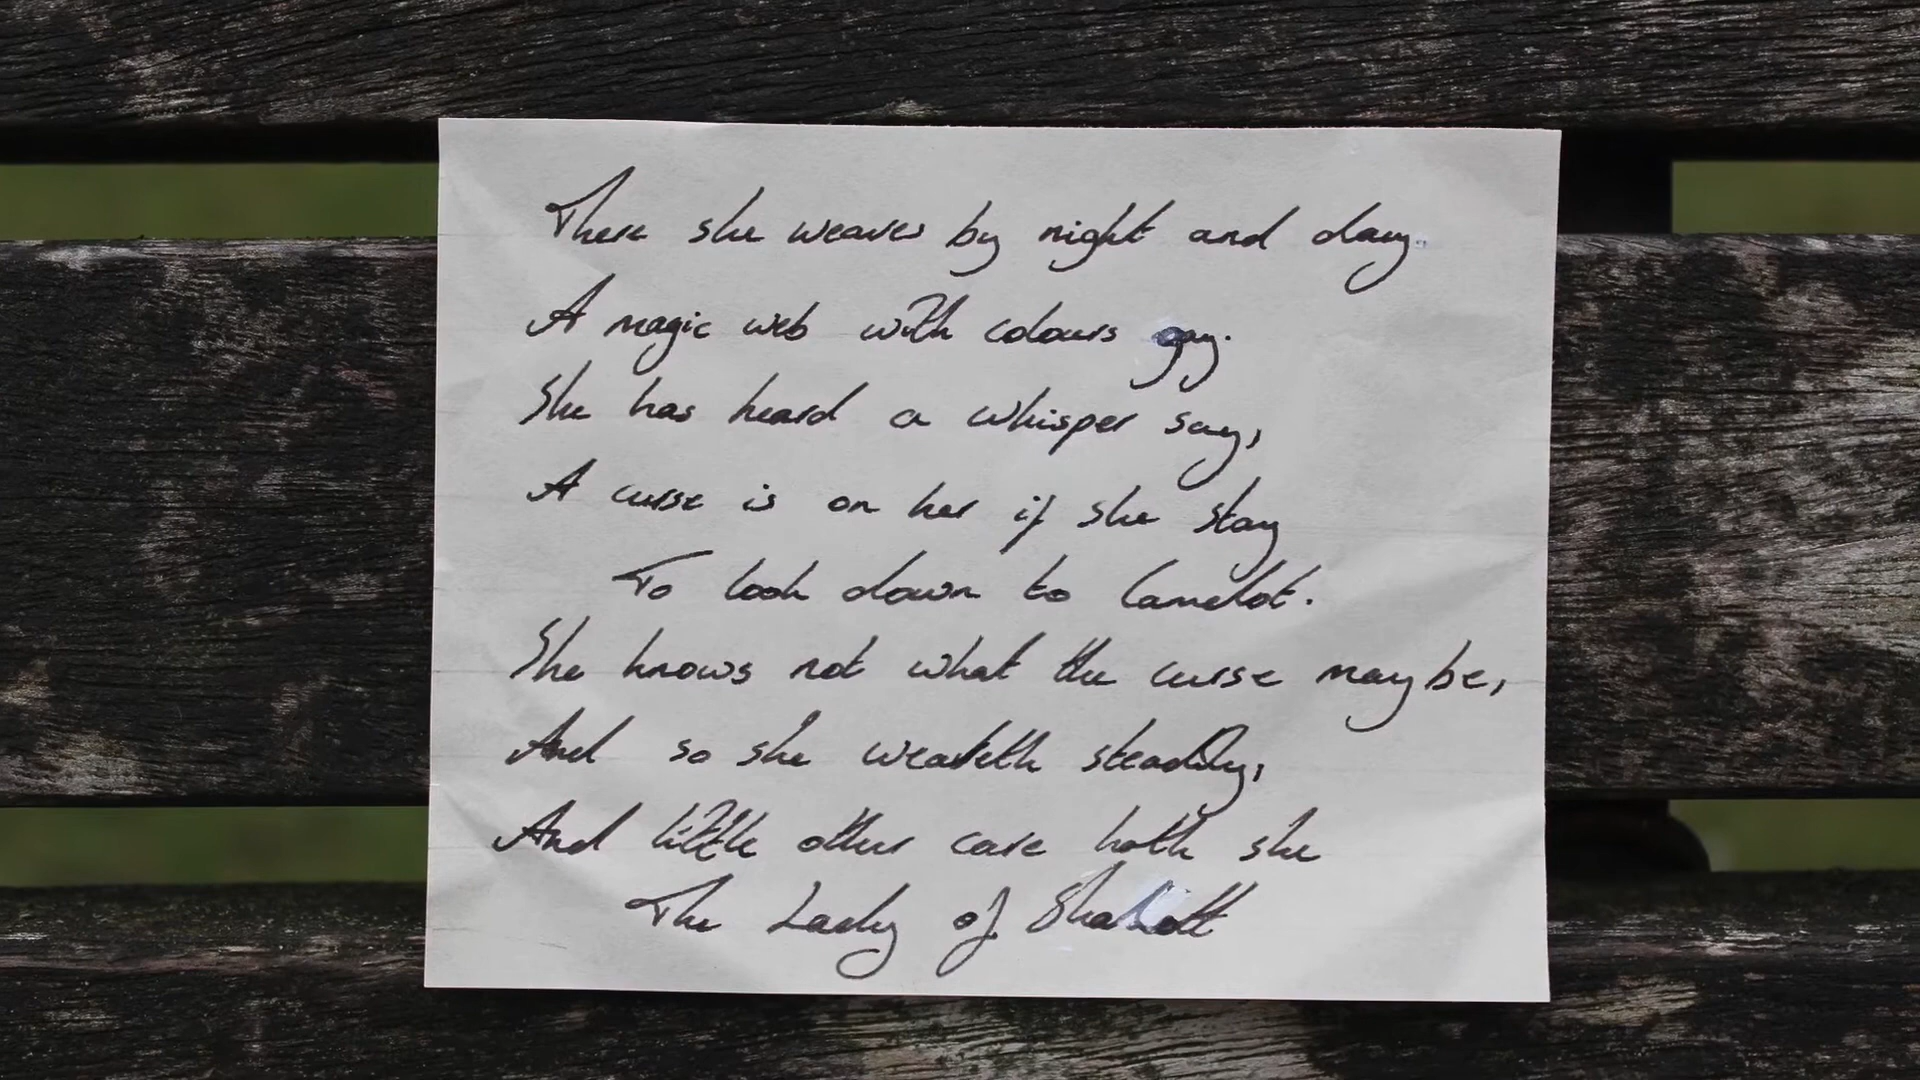 There she weaves by night and day
A magic web with colours gay.
She has heard a whisper say,
A curse is on her if she stay
To look down to Camelot.
She knows not what the curse may be,
And so she weaveth steadily,
And little other care hath she
The Lady of Shalott